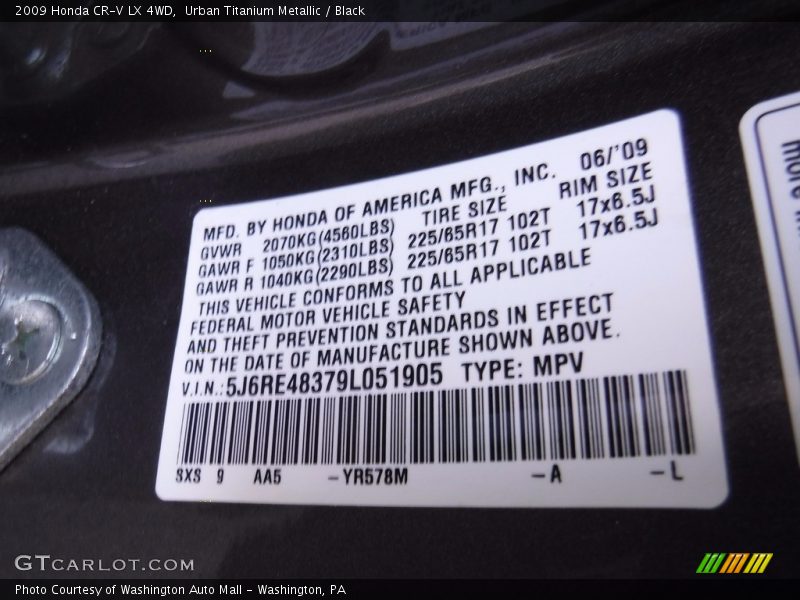 2009 Honda CR-V LX 4WD, Urban Titanium Metallic / Black
MFD. BY HONDA OF AMERICA MFG., INC. 06/'09
GVWR 2070KG(4560LBS) TIRE SIZE RIM SIZE
GAWR F 1050KG(2310LBS) 225/65R17 102T 17x6.5J
GAWR R 1040KG(2290LBS) 225/65R17 102T 17x6.5J
THIS VEHICLE CONFORMS TO ALL APPLICABLE
FEDERAL MOTOR VEHICLE SAFETY
AND THEFT PREVENTION STANDARDS IN EFFECT
ON THE DATE OF MANUFACTURE SHOWN ABOVE.
V.I.N.: 5J6RE48379L051905 TYPE: MPV
SXS 9 AA5 -YR578M -A -L
more
GTCARLOT.COM
Photo Courtesy of Washington Auto Mall - Washington, PA